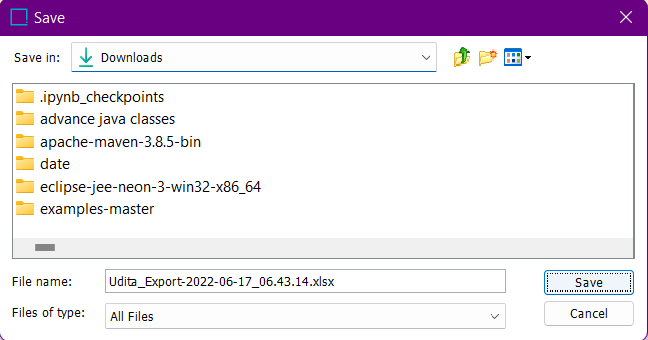 Save
Save in: Downloads
.ipynb_checkpoints
advance java classes
apache-maven-3.8.5-bin
date
eclipse-jee-neon-3-win32-x86_64
examples-master
File name: Udita_Export-2022-06-17_06.43.14.xlsx Save
Files of type: All Files Cancel